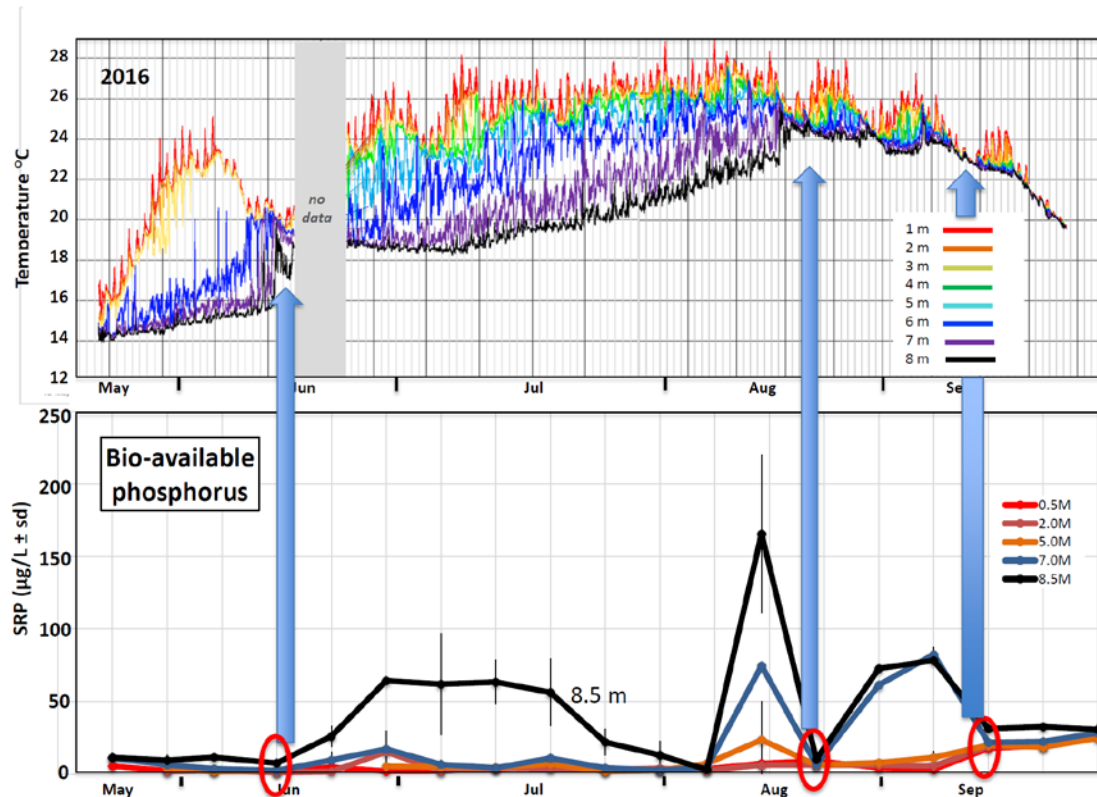 2016
28
26
24
22
20
18
16
14
12
Temperature °C
no
data
1 m
2 m
3 m
4 m
5 m
6 m
7 m
8 m
May
Jun
Jul
Aug
Se
250
200
150
100
50
0
SRP (µg/L ± sd)
Bio-available
phosphorus
0.5M
2.0M
5.0M
7.0M
8.5M
8.5 m
May
Jun
Jul
Aug
Sep